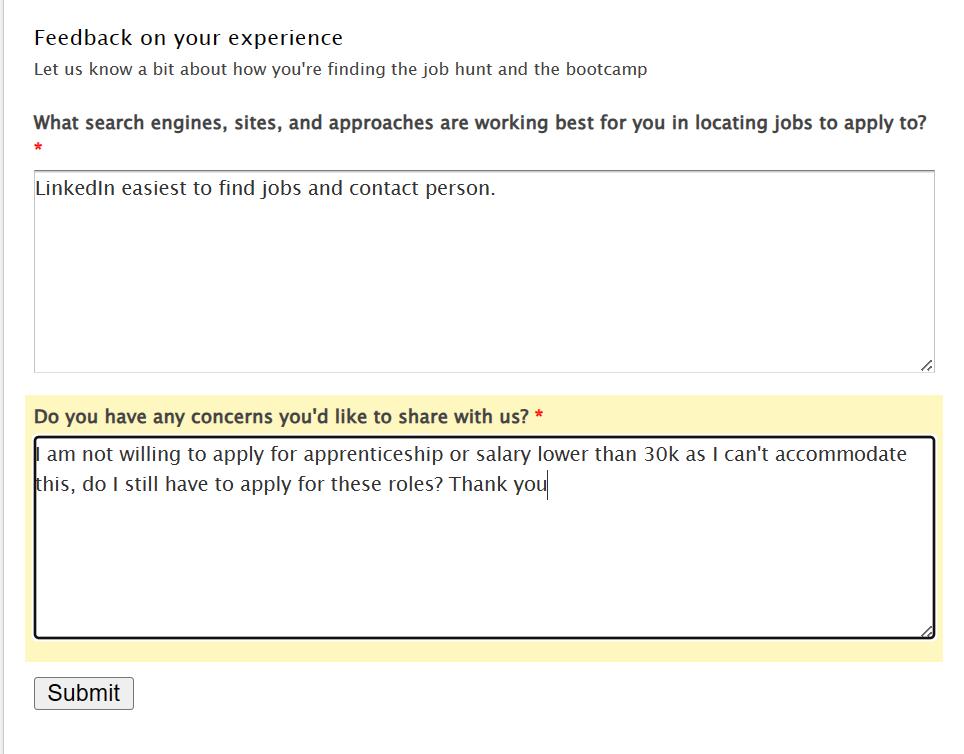 Feedback on your experience
Let us know a bit about how you're finding the job hunt and the bootcamp
What search engines, sites, and approaches are working best for you in locating jobs to apply to?
*
LinkedIn easiest to find jobs and contact person.
Do you have any concerns you'd like to share with us? *
I am not willing to apply for apprenticeship or salary lower than 30k as I can't accommodate
this, do I still have to apply for these roles? Thank you
Submit